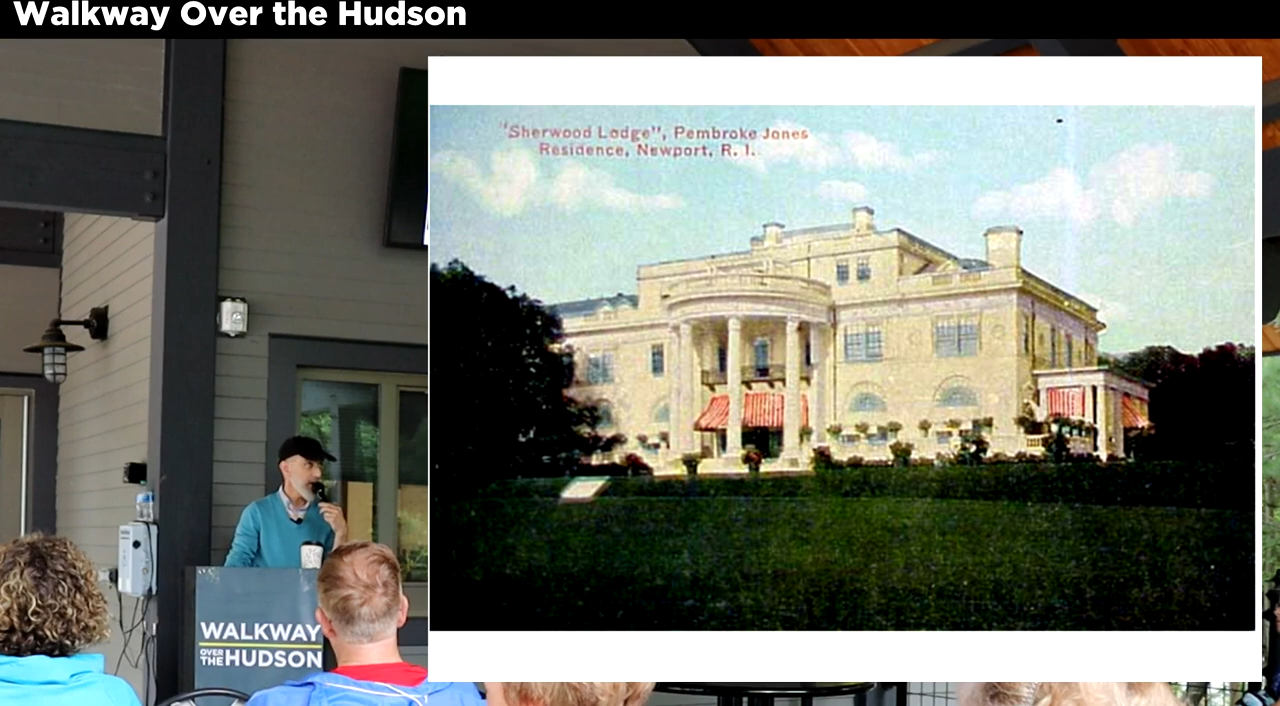 Walkway Over the Hudson
"Sherwood Lodge", Pembroke Jones
Residence, Newport, R. I.
WALKWAY
OVER THE HUDSON